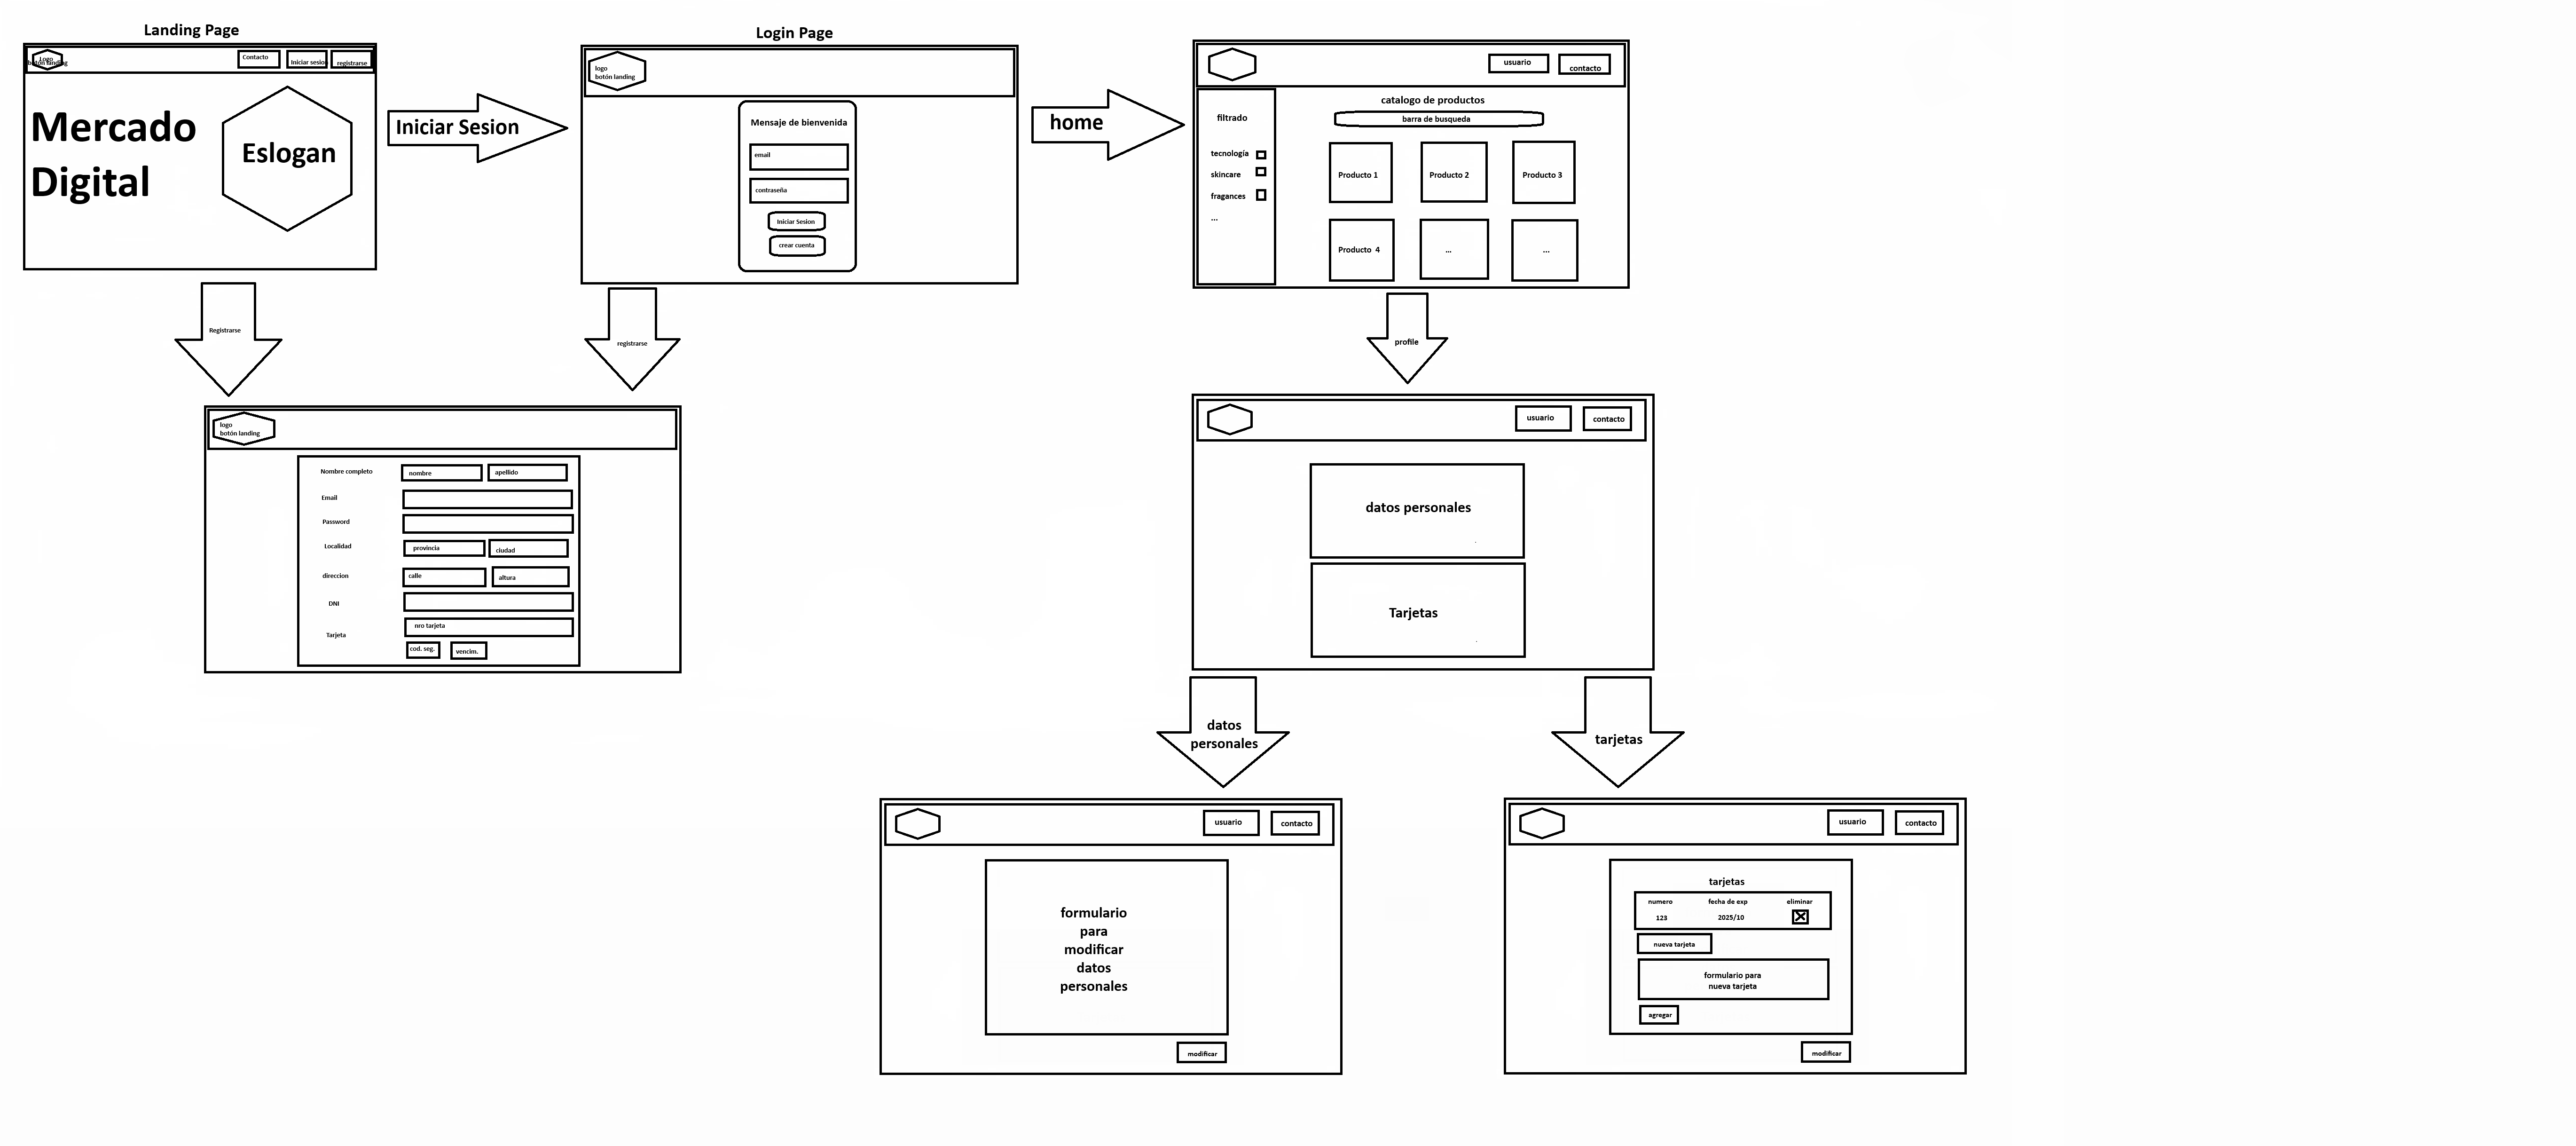 Landing Page
Logo
botón landing
Contacto
Iniciar sesion
registrarse
Mercado
Digital
Eslogan
Iniciar Sesion
Login Page
logo
botón landing
Mensaje de bienvenida
email
contraseña
Iniciar Sesion
crear cuenta
home
usuario
contacto
filtrado
tecnología
skincare
fragances
...
catalogo de productos
barra de busqueda
Producto 1
Producto 2
Producto 3
Producto 4
...
...
Registrarse
registrarse
profile
logo
botón landing
Nombre completo
nombre
apellido
Email
Password
Localidad
provincia
ciudad
direccion
calle
altura
DNI
Tarjeta
nro tarjeta
cod. seg.
vencim.
usuario
contacto
datos personales
Tarjetas
datos
personales
tarjetas
usuario
contacto
formulario
para
modificar
datos
personales
modificar
usuario
contacto
tarjetas
numero
fecha de exp
eliminar
123
2025/10
nueva tarjeta
formulario para
nueva tarjeta
agregar
modificar